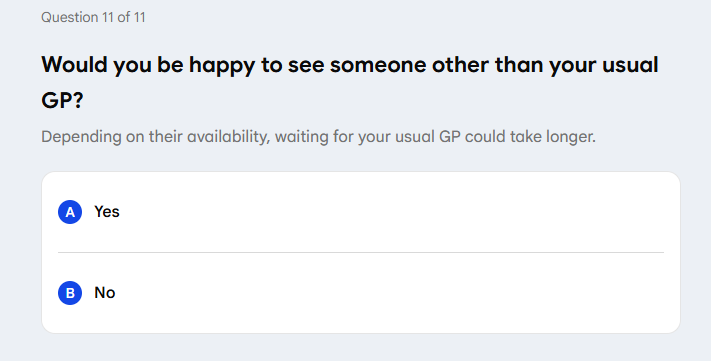 Question 11 of 11
Would you be happy to see someone other than your usual
GP?
Depending on their availability, waiting for your usual GP could take longer.
A Yes
B No